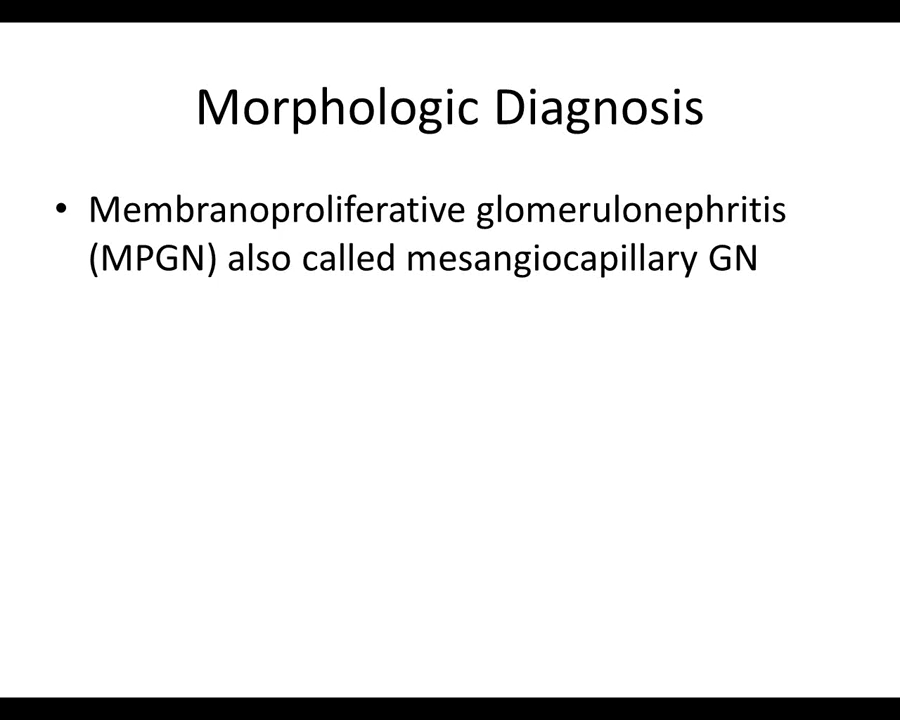 Morphologic Diagnosis
• Membranoproliferative glomerulonephritis
(MPGN) also called mesangiocapillary GN